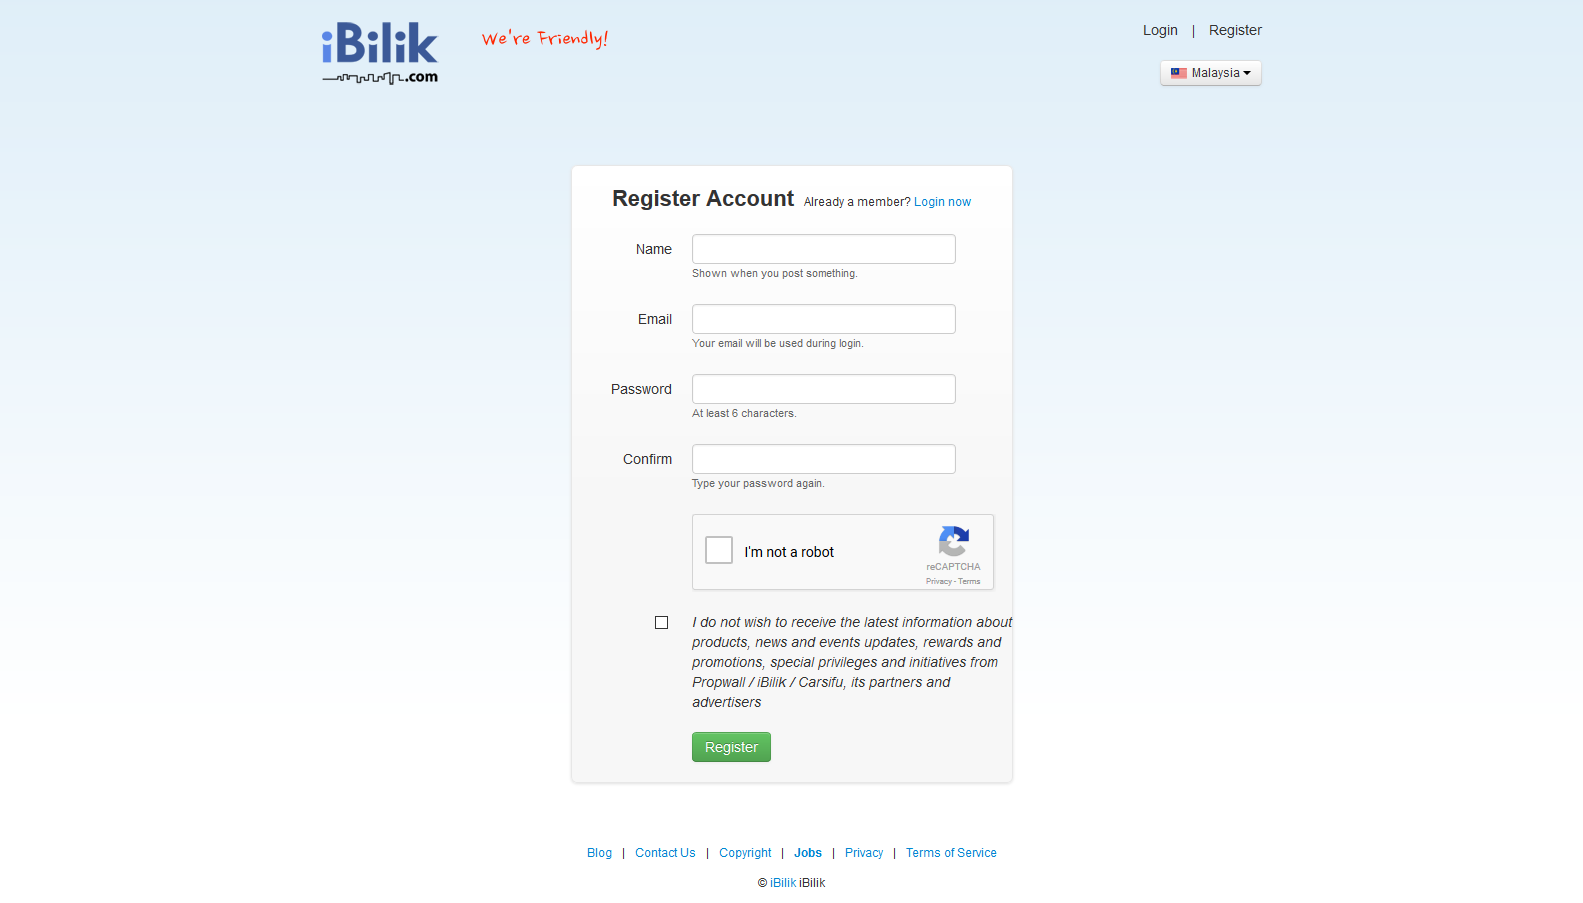 iBilik
.com
We're Friendly!
Login | Register
Malaysia
Register Account Already a member? Login now
Name
Shown when you post something.
Email
Your email will be used during login.
Password
At least 6 characters.
Confirm
Type your password again.
I'm not a robot
reCAPTCHA
Privacy - Terms
I do not wish to receive the latest information about
products, news and events updates, rewards and
promotions, special privileges and initiatives from
Propwall / iBilik / Carsifu, its partners and
advertisers
Register
Blog | Contact Us | Copyright | Jobs | Privacy | Terms of Service
© iBilik iBilik